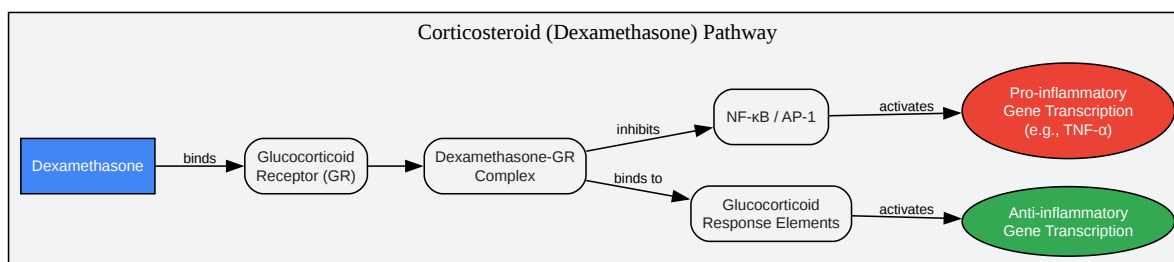 Corticosteroid (Dexamethasone) Pathway
Dexamethasone
binds
Glucocorticoid
Receptor (GR)
Dexamethasone-GR
Complex
inhibits
NF-κB / AP-1
activates
Pro-inflammatory
Gene Transcription
(e.g., TNF-α)
binds to
Glucocorticoid
Response Elements
activates
Anti-inflammatory
Gene Transcription